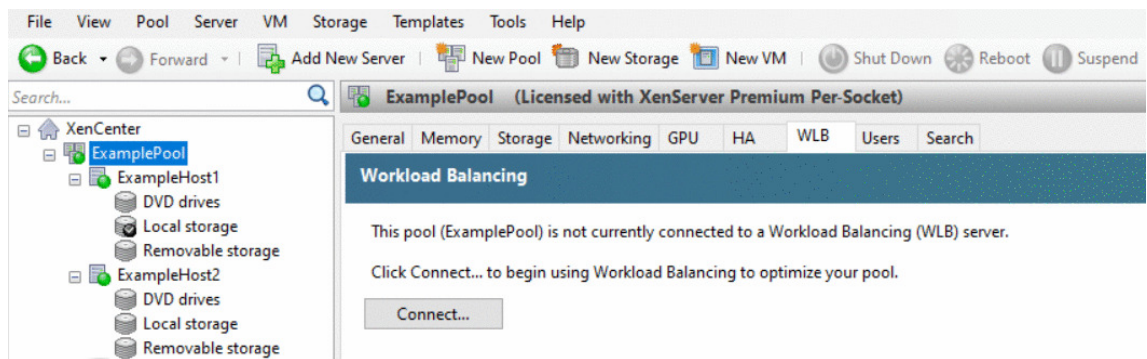 File View Pool Server VM Storage Templates Tools Help
Back Forward Add New Server New Pool New Storage New VM Shut Down Reboot Suspend
Search...
ExamplePool (Licensed with XenServer Premium Per-Socket)
XenCenter
ExamplePool
ExampleHost1
DVD drives
Local storage
Removable storage
ExampleHost2
DVD drives
Local storage
Removable storage
General Memory Storage Networking GPU HA WLB Users Search
Workload Balancing
This pool (ExamplePool) is not currently connected to a Workload Balancing (WLB) server.
Click Connect... to begin using Workload Balancing to optimize your pool.
Connect...